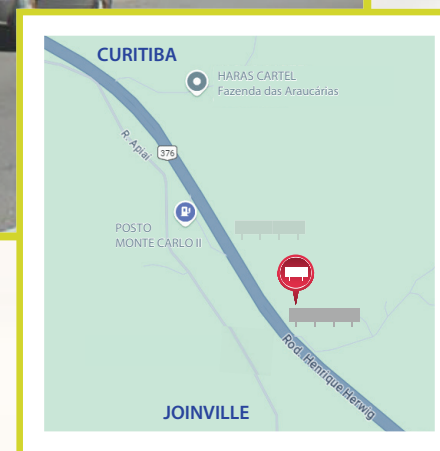 CURITIBA
HARAS CARTEL
Fazenda das Araucárias
R. Apiaí
376
POSTO
MONTE CARLO II
Rod. Henrique Herwig
JOINVILLE